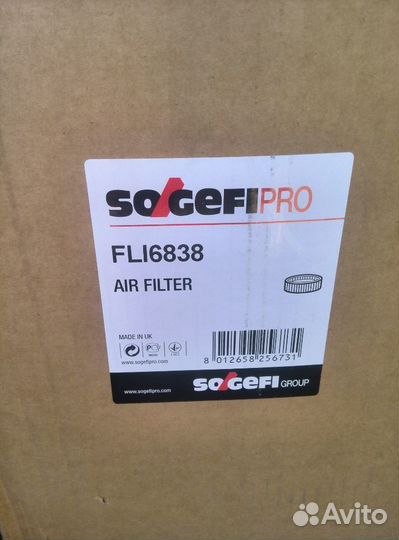 SOGEFIPRO
FLI6838
AIR FILTER
MADE IN UK
8 012658 256731
www.sogefipro.com
SOGEFI GROUP
www.sogefipro.com
Avito